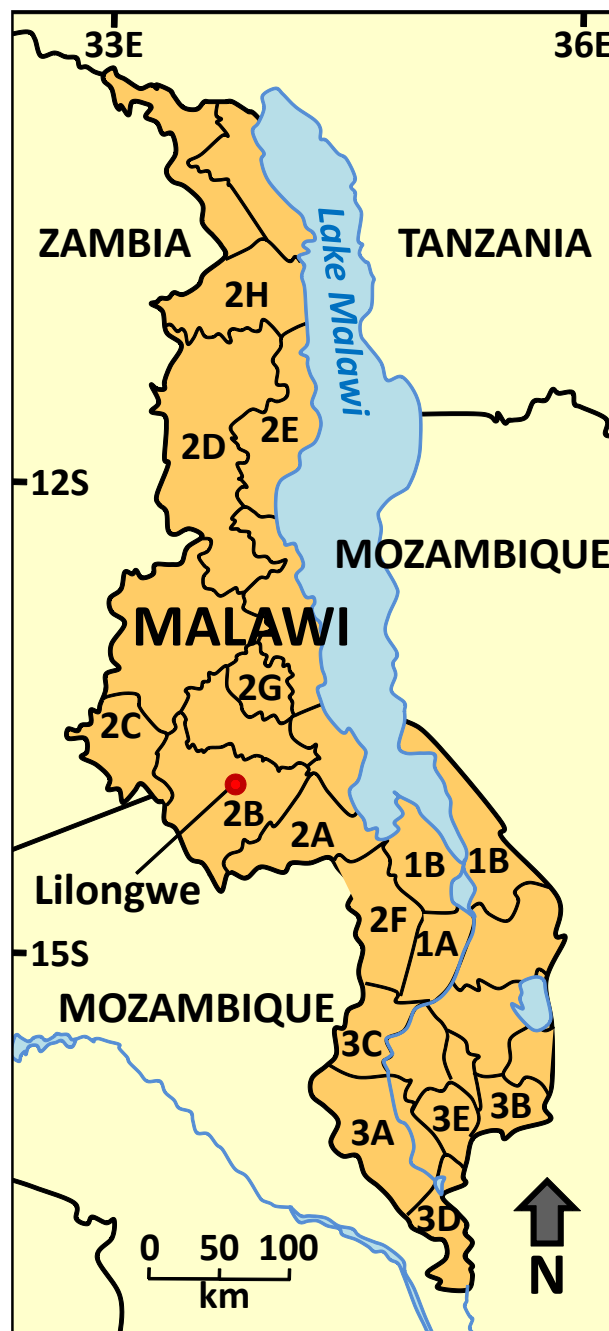 33E
36E
ZAMBIA
TANZANIA
Lake Malawi
2H
2E
2D
12S
MOZAMBIQUE
MALAWI
2G
2C
2B
2A
1B
1B
Lilongwe
2F
1A
15S
MOZAMBIQUE
3C
3B
3E
3A
3D
0 50 100
km
N